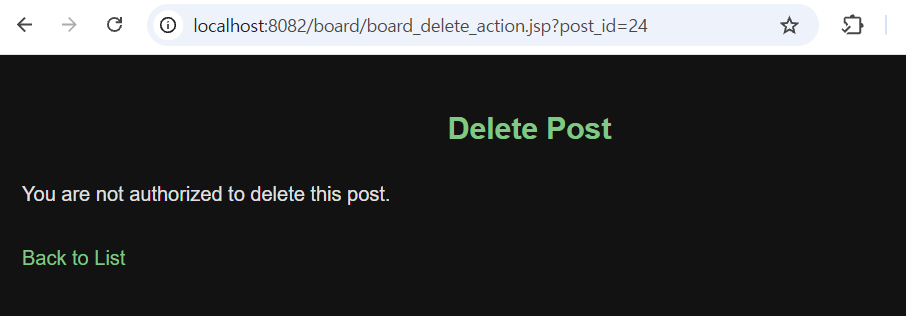 localhost:8082/board/board_delete_action.jsp?post_id=24
Delete Post
You are not authorized to delete this post.
Back to List